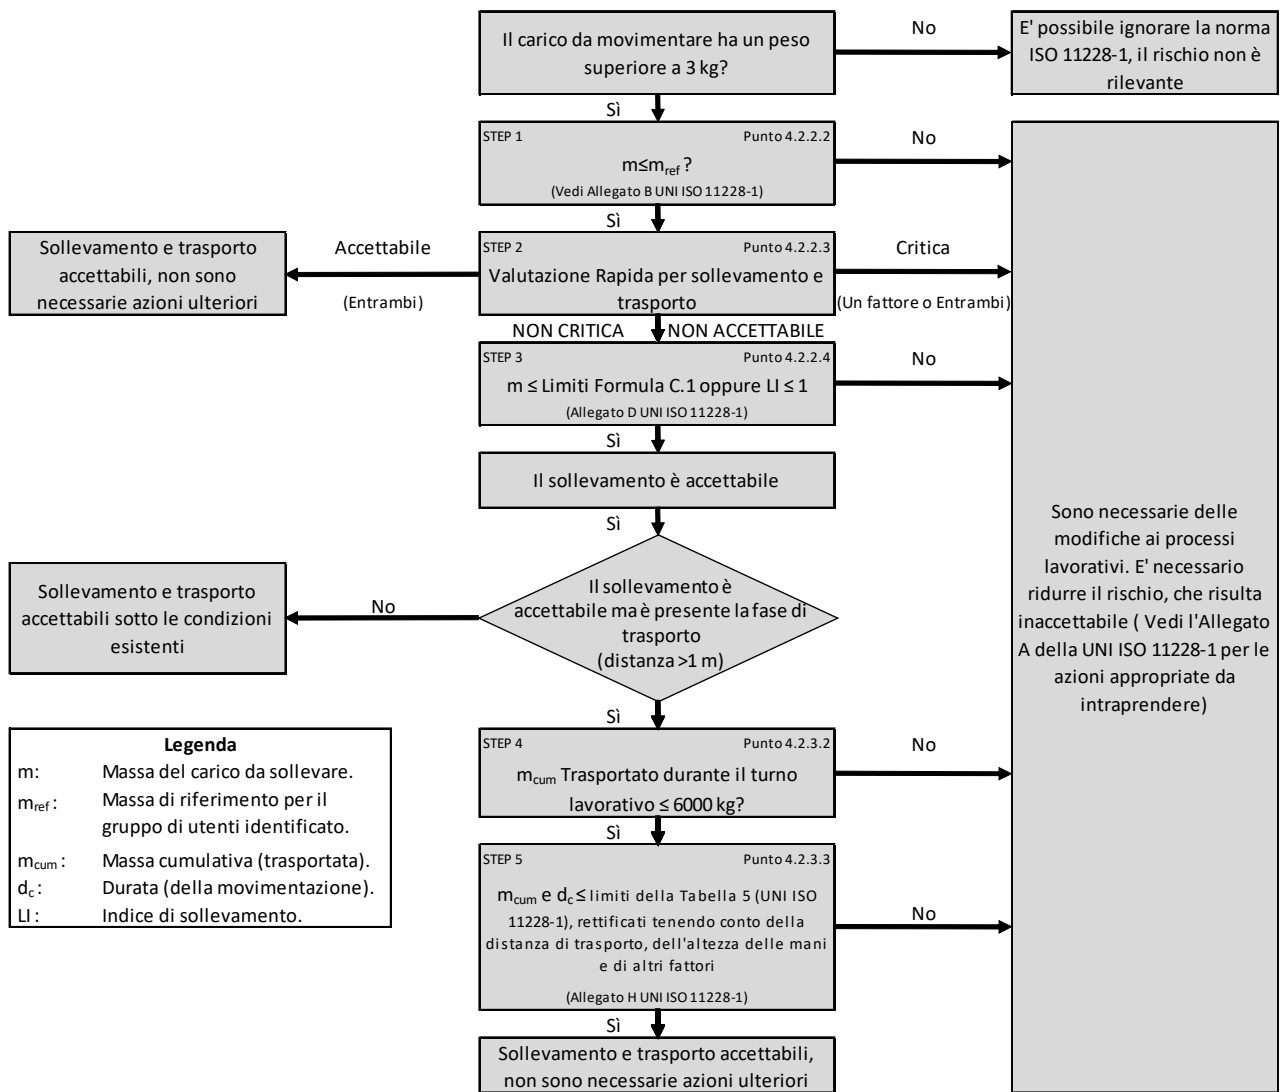 Il carico da movimentare ha un peso
superiore a 3 kg?
No
E' possibile ignorare la norma
ISO 11228-1, il rischio non è
rilevante
Sì
STEP 1 Punto 4.2.2.2
m≤mref ?
(Vedi Allegato B UNI ISO 11228-1)
No
Sì
Sollevamento e trasporto
accettabili, non sono
necessarie azioni ulteriori
Accettabile
(Entrambi)
STEP 2 Punto 4.2.2.3
Valutazione Rapida per sollevamento e
trasporto
Critica
(Un fattore o Entrambi)
NON CRITICA NON ACCETTABILE
STEP 3 Punto 4.2.2.4
m ≤ Limiti Formula C.1 oppure LI ≤ 1
(Allegato D UNI ISO 11228-1)
No
Sì
Il sollevamento è accettabile
Sì
Il sollevamento è
accettabile ma è presente la fase di
trasporto
(distanza >1 m)
No
Sollevamento e trasporto
accettabili sotto le condizioni
esistenti
Sono necessarie delle
modifiche ai processi
lavorativi. E' necessario
ridurre il rischio, che risulta
inaccettabile ( Vedi l'Allegato
A della UNI ISO 11228-1 per le
azioni appropriate da
intraprendere)
Sì
STEP 4 Punto 4.2.3.2
mcum Trasportato durante il turno
lavorativo ≤ 6000 kg?
No
Sì
STEP 5 Punto 4.2.3.3
mcum e dc ≤ limiti della Tabella 5 (UNI ISO
11228-1), rettificati tenendo conto della
distanza di trasporto, dell'altezza delle mani
e di altri fattori
(Allegato H UNI ISO 11228-1)
No
Sì
Sollevamento e trasporto accettabili,
non sono necessarie azioni ulteriori
Legenda
m: Massa del carico da sollevare.
mref : Massa di riferimento per il
gruppo di utenti identificato.
mcum : Massa cumulativa (trasportata).
dc : Durata (della movimentazione).
LI : Indice di sollevamento.